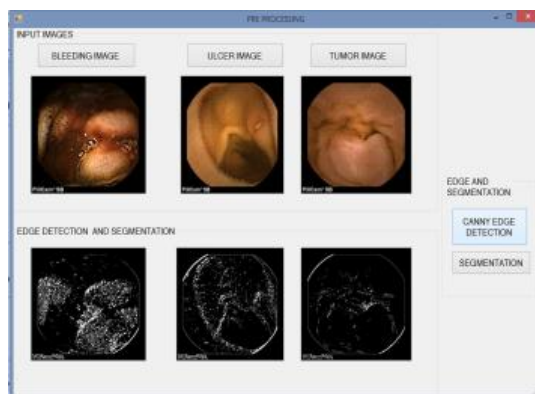 PRE PROCESSING
INPUT IMAGES
BLEEDING IMAGE
ULCER IMAGE
TUMOR IMAGE
EDGE AND
SEGMENTATION
CANNY EDGE
DETECTION
SEGMENTATION
EDGE DETECTION AND SEGMENTATION